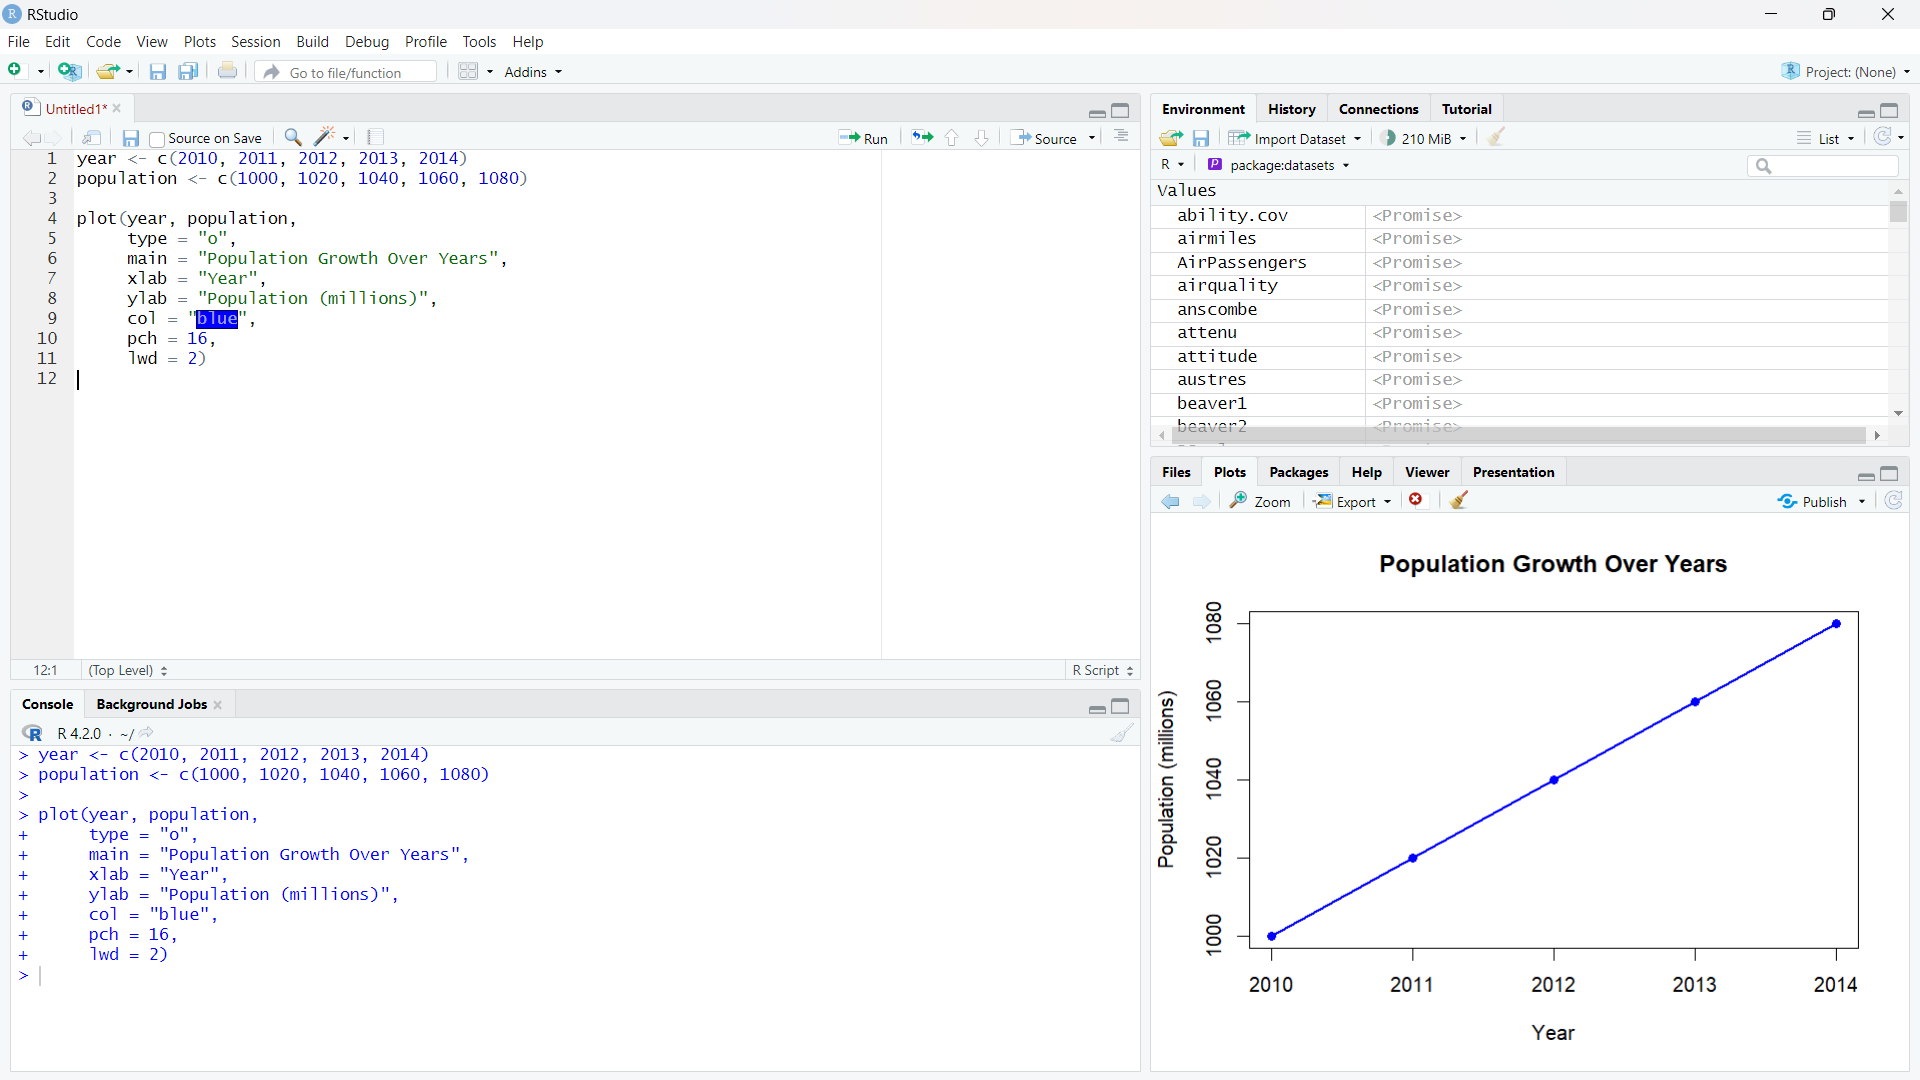 RStudio
File Edit Code View Plots Session Build Debug Profile Tools Help
Go to file/function Addins Project: (None)
Untitled1*
Source on Save Run Source
1 year <- c(2010, 2011, 2012, 2013, 2014)
2 population <- c(1000, 1020, 1040, 1060, 1080)
3
4 plot(year, population,
5 type = "o",
6 main = "Population Growth Over Years",
7 xlab = "Year",
8 ylab = "Population (millions)",
9 col = "blue",
10 pch = 16,
11 lwd = 2)
12
12:1 (Top Level) R Script
Console Background Jobs
R 4.2.0 · ~/
> year <- c(2010, 2011, 2012, 2013, 2014)
> population <- c(1000, 1020, 1040, 1060, 1080)
>
> plot(year, population,
+ type = "o",
+ main = "Population Growth Over Years",
+ xlab = "Year",
+ ylab = "Population (millions)",
+ col = "blue",
+ pch = 16,
+ lwd = 2)
>
Environment History Connections Tutorial
Import Dataset 210 MiB List
R package:datasets
Values
ability.cov <Promise>
airmiles <Promise>
AirPassengers <Promise>
airquality <Promise>
anscombe <Promise>
attenu <Promise>
attitude <Promise>
austres <Promise>
beaver1 <Promise>
beaver2 <Promise>
Files Plots Packages Help Viewer Presentation
Zoom Export Publish
Population Growth Over Years
Population (millions)
1080
1060
1040
1020
1000
2010 2011 2012 2013 2014
Year